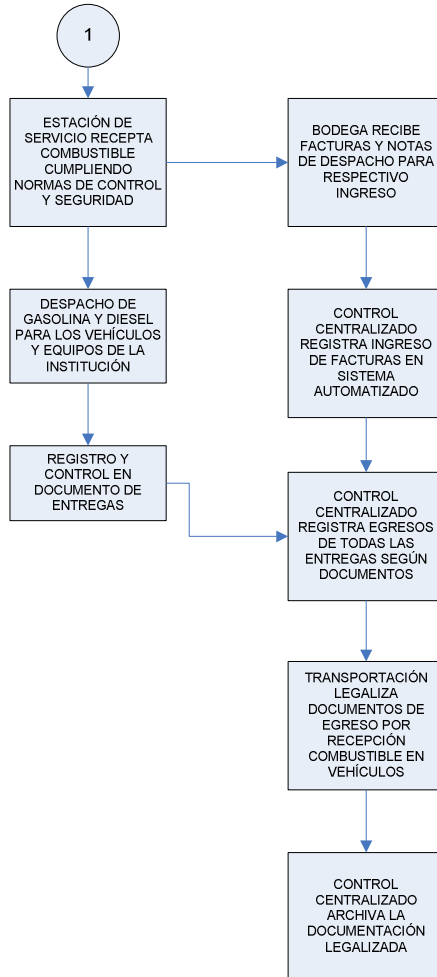 1
ESTACIÓN DE
SERVICIO RECEPTA
COMBUSTIBLE
CUMPLIENDO
NORMAS DE CONTROL
Y SEGURIDAD
BODEGA RECIBE
FACTURAS Y NOTAS
DE DESPACHO PARA
RESPECTIVO
INGRESO
DESPACHO DE
GASOLINA Y DIESEL
PARA LOS VEHÍCULOS
Y EQUIPOS DE LA
INSTITUCIÓN
CONTROL
CENTRALIZADO
REGISTRA INGRESO
DE FACTURAS EN
SISTEMA
AUTOMATIZADO
REGISTRO Y
CONTROL EN
DOCUMENTO DE
ENTREGAS
CONTROL
CENTRALIZADO
REGISTRA EGRESOS
DE TODAS LAS
ENTREGAS SEGÚN
DOCUMENTOS
TRANSPORTACIÓN
LEGALIZA
DOCUMENTOS DE
EGRESO POR
RECEPCIÓN
COMBUSTIBLE EN
VEHÍCULOS
CONTROL
CENTRALIZADO
ARCHIVA LA
DOCUMENTACIÓN
LEGALIZADA